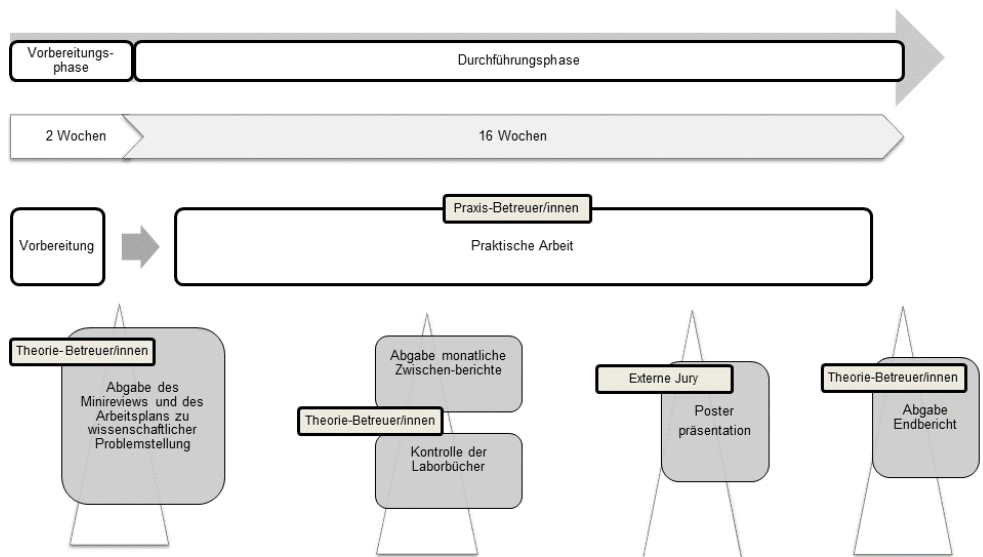 Vorbereitungs-
phase
Durchführungsphase
2 Wochen
16 Wochen
Praxis-Betreuer/innen
Vorbereitung
Praktische Arbeit
Theorie-Betreuer/innen
Abgabe des
Minireviews und des
Arbeitsplans zu
wissenschaftlicher
Problemstellung
Abgabe monatliche
Zwischen-berichte
Theorie-Betreuer/innen
Kontrolle der
Laborbücher
Externe Jury
Poster
präsentation
Theorie-Betreuer/innen
Abgabe
Endbericht